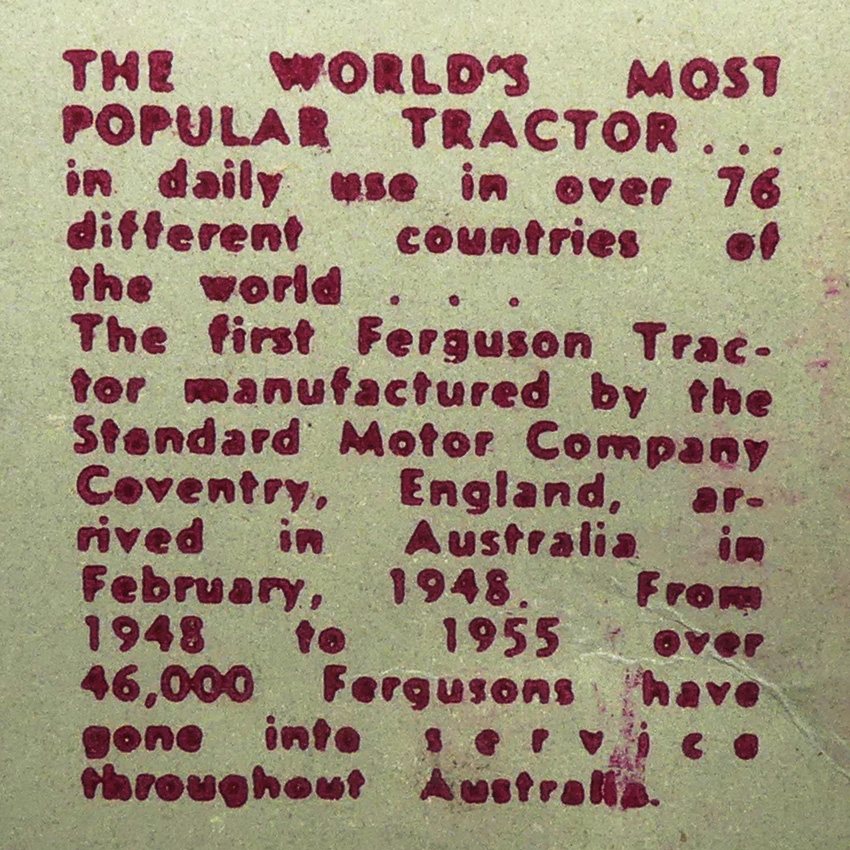 THE WORLD'S MOST
POPULAR TRACTOR . . .
in daily use in over 76
different countries of
the world . . .
The first Ferguson Trac-
tor manufactured by the
Standard Motor Company
Coventry, England, ar-
rived in Australia in
February, 1948. From
1948 to 1955 over
46,000 Fergusons have
gone into service
throughout Australia.